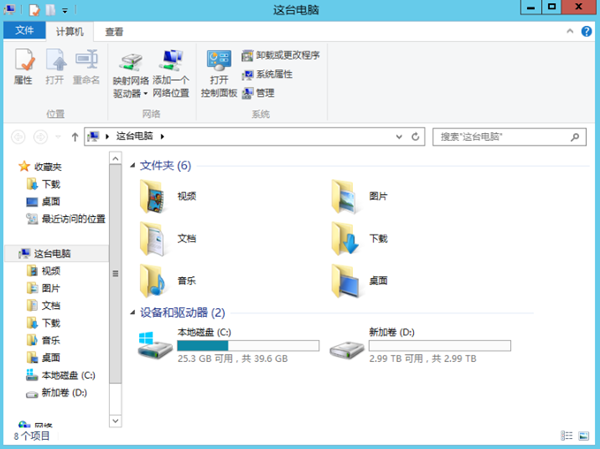 这台电脑
文件 计算机 查看
属性 打开 重命名 映射网络驱动器 添加一个网络位置 打开控制面板 卸载或更改程序
系统属性
管理
位置 网络 系统
这台电脑 搜索"这台电脑"
收藏夹
下载
桌面
最近访问的位置
这台电脑
视频
图片
文档
下载
音乐
桌面
本地磁盘 (C:)
新加卷 (D:)
网络
文件夹 (6)
视频 图片
文档 下载
音乐 桌面
设备和驱动器 (2)
本地磁盘 (C:) 新加卷 (D:)
25.3 GB 可用，共 39.6 GB 2.99 TB 可用，共 2.99 TB
8 个项目